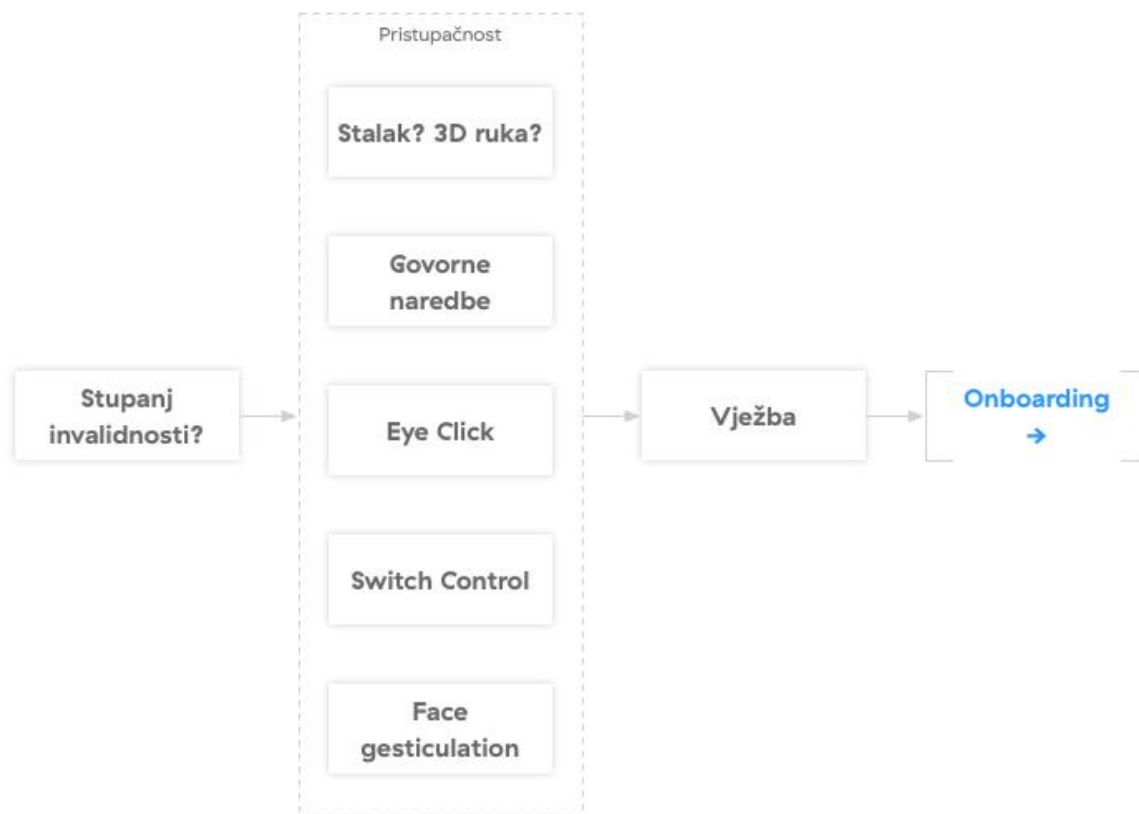 Pristupačnost
Stalak? 3D ruka?
Govorne
naredbe
Stupanj
invalidnosti?
Eye Click
Vježba
Onboarding
→
Switch Control
Face
gesticulation